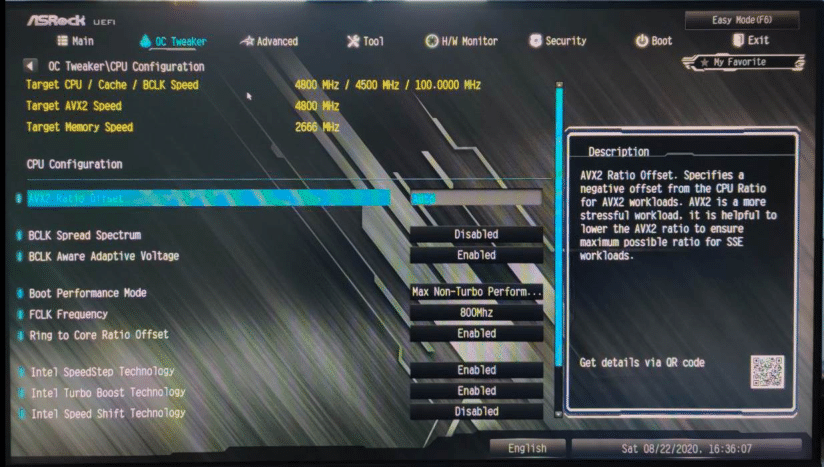 ASRock UEFI
Easy Mode(F6)
Main
OC Tweaker
Advanced
Tool
H/W Monitor
Security
Boot
Exit
OC Tweaker\CPU Configuration
My Favorite
Target CPU / Cache / BCLK Speed 4800 MHz / 4500 MHz / 100.0000 MHz
Target AVX2 Speed 4800 MHz
Target Memory Speed 2666 MHz
CPU Configuration
AVX2 Ratio Offset Auto
BCLK Spread Spectrum Disabled
BCLK Aware Adaptive Voltage Enabled
Boot Performance Mode Max Non-Turbo Perform...
FCLK Frequency 800Mhz
Ring to Core Ratio Offset Enabled
Intel SpeedStep Technology Enabled
Intel Turbo Boost Technology Enabled
Intel Speed Shift Technology Disabled
Description
AVX2 Ratio Offset. Specifies a
negative offset from the CPU Ratio
for AVX2 workloads. AVX2 is a more
stressful workload. it is helpful to
lower the AVX2 ratio to ensure
maximum possible ratio for SSE
workloads.
Get details via QR code
English
Sat 08/22/2020. 16:36:07